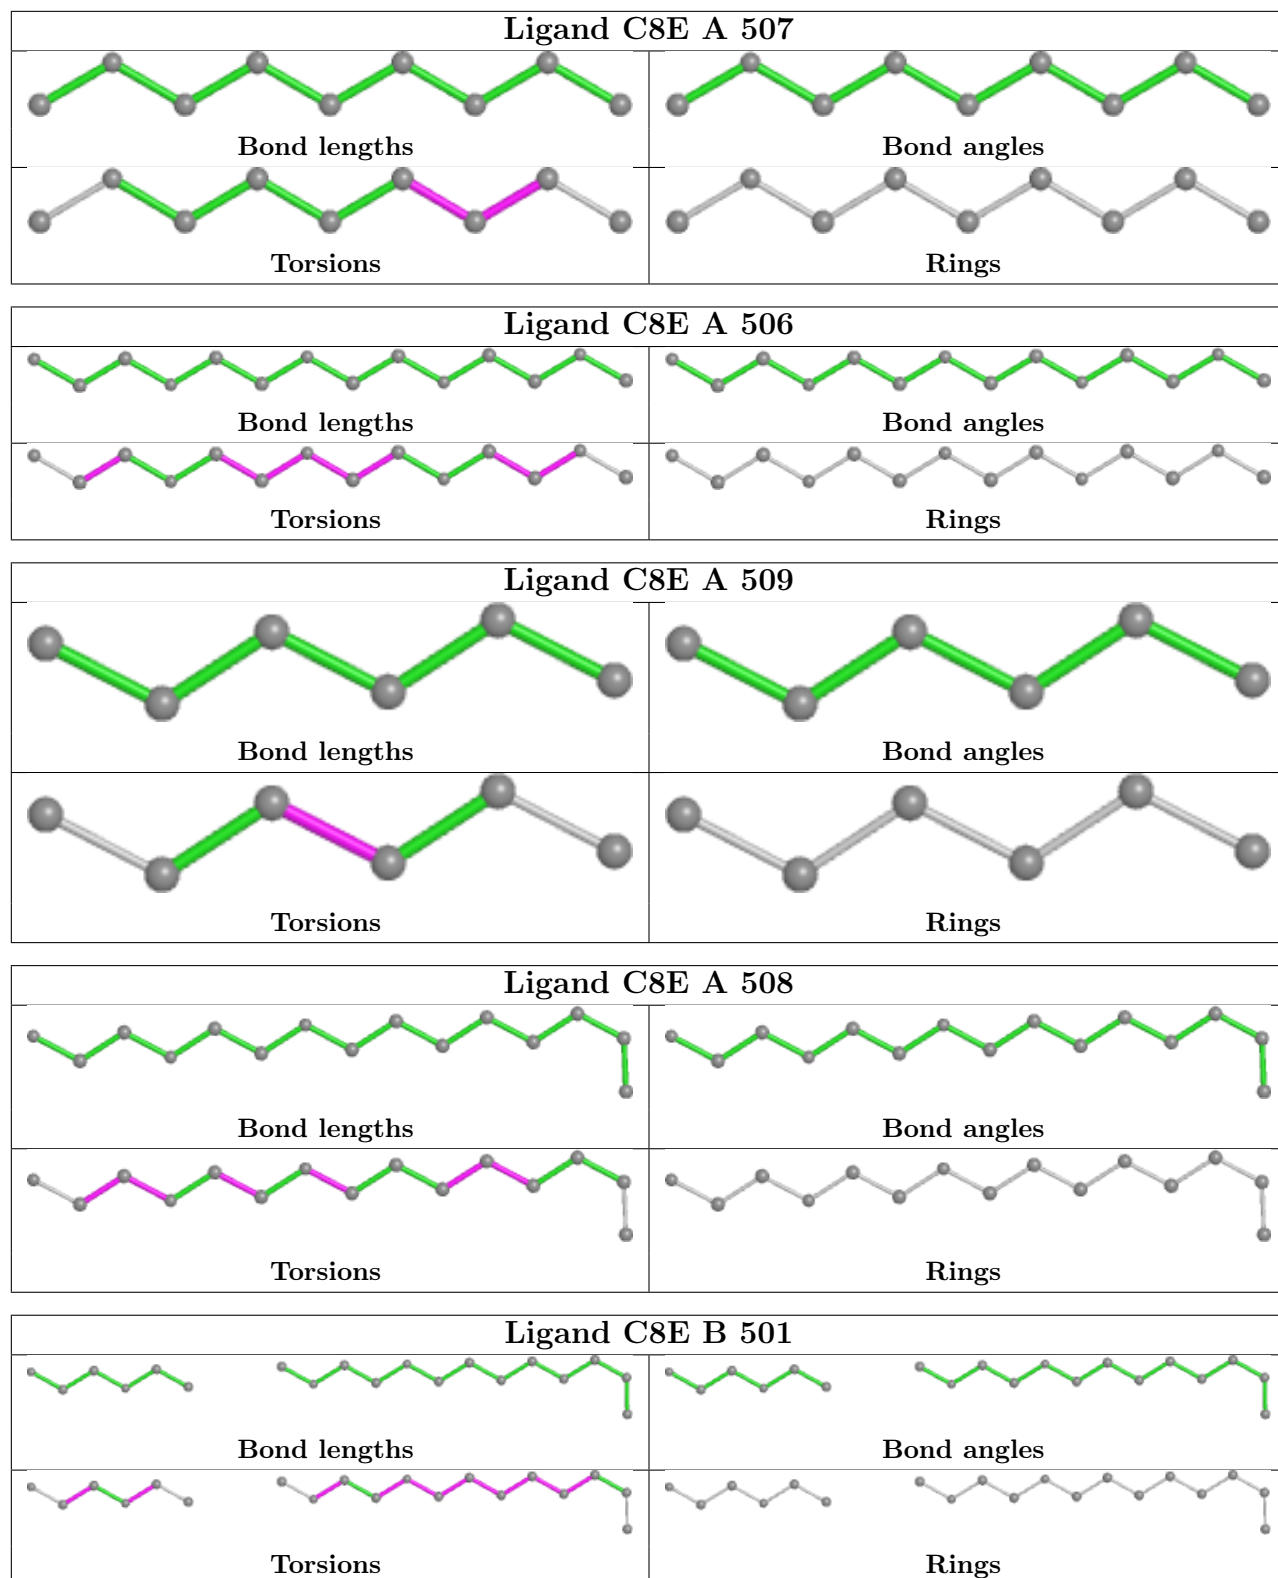 Ligand C8E A 507
Bond lengths
Bond angles
Torsions
Rings
Ligand C8E A 506
Bond lengths
Bond angles
Torsions
Rings
Ligand C8E A 509
Bond lengths
Bond angles
Torsions
Rings
Ligand C8E A 508
Bond lengths
Bond angles
Torsions
Rings
Ligand C8E B 501
Bond lengths
Bond angles
Torsions
Rings